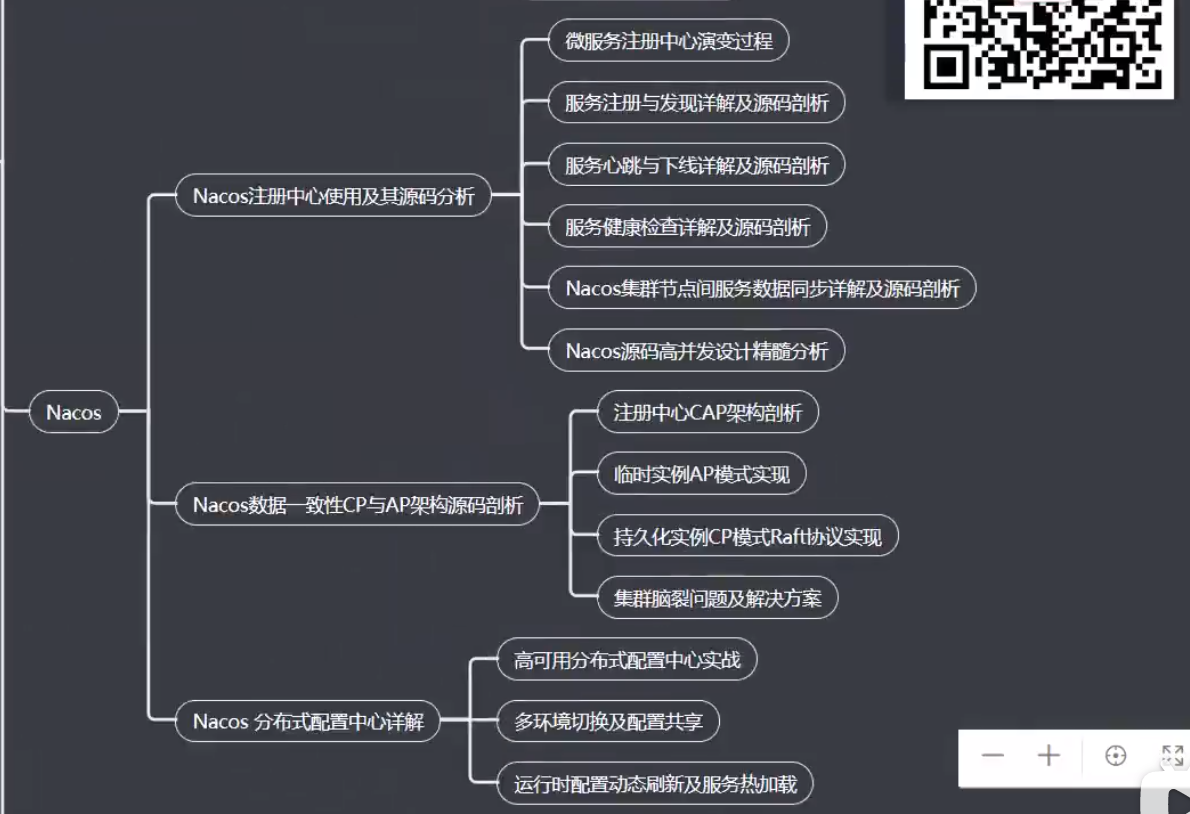 微服务注册中心演变过程
服务注册与发现详解及源码剖析
服务心跳与下线详解及源码剖析
Nacos注册中心使用及其源码分析
服务健康检查详解及源码剖析
Nacos集群节点间服务数据同步详解及源码剖析
Nacos源码高并发设计精髓分析
Nacos
注册中心CAP架构剖析
临时实例AP模式实现
Nacos数据一致性CP与AP架构源码剖析
持久化实例CP模式Raft协议实现
集群脑裂问题及解决方案
高可用分布式配置中心实战
Nacos 分布式配置中心详解
多环境切换及配置共享
运行时配置动态刷新及服务热加载